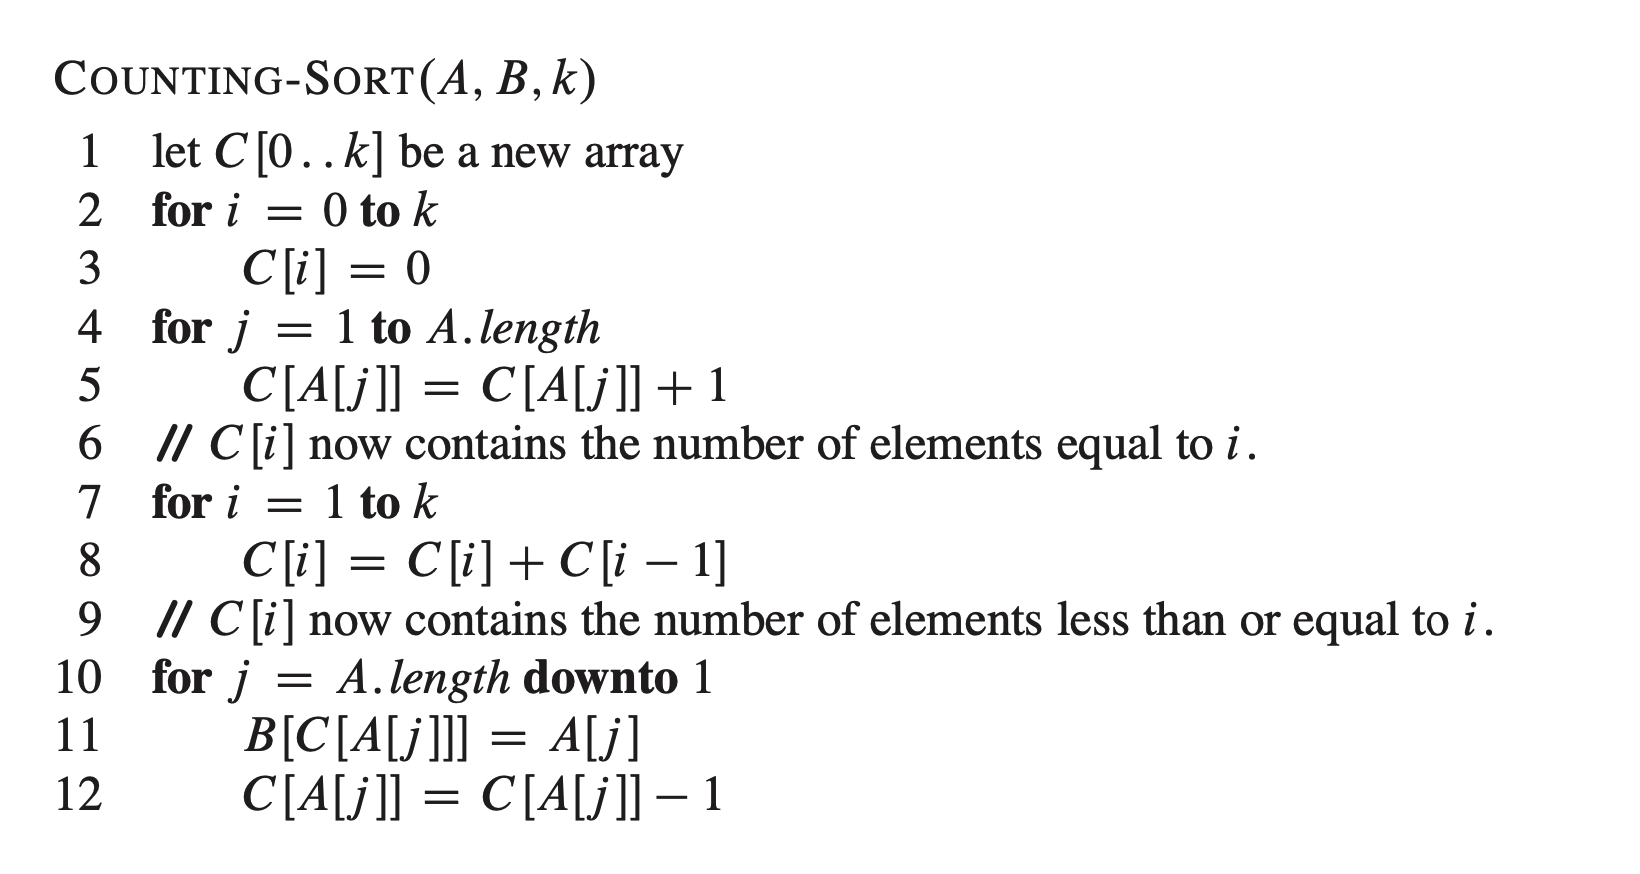 COUNTING-SORT(A, B, k)
1 let C[0..k] be a new array
2 for i = 0 to k
3 C[i] = 0
4 for j = 1 to A.length
5 C[A[j]] = C[A[j]] + 1
6 // C[i] now contains the number of elements equal to i.
7 for i = 1 to k
8 C[i] = C[i] + C[i − 1]
9 // C[i] now contains the number of elements less than or equal to i.
10 for j = A.length downto 1
11 B[C[A[j]]] = A[j]
12 C[A[j]] = C[A[j]] − 1